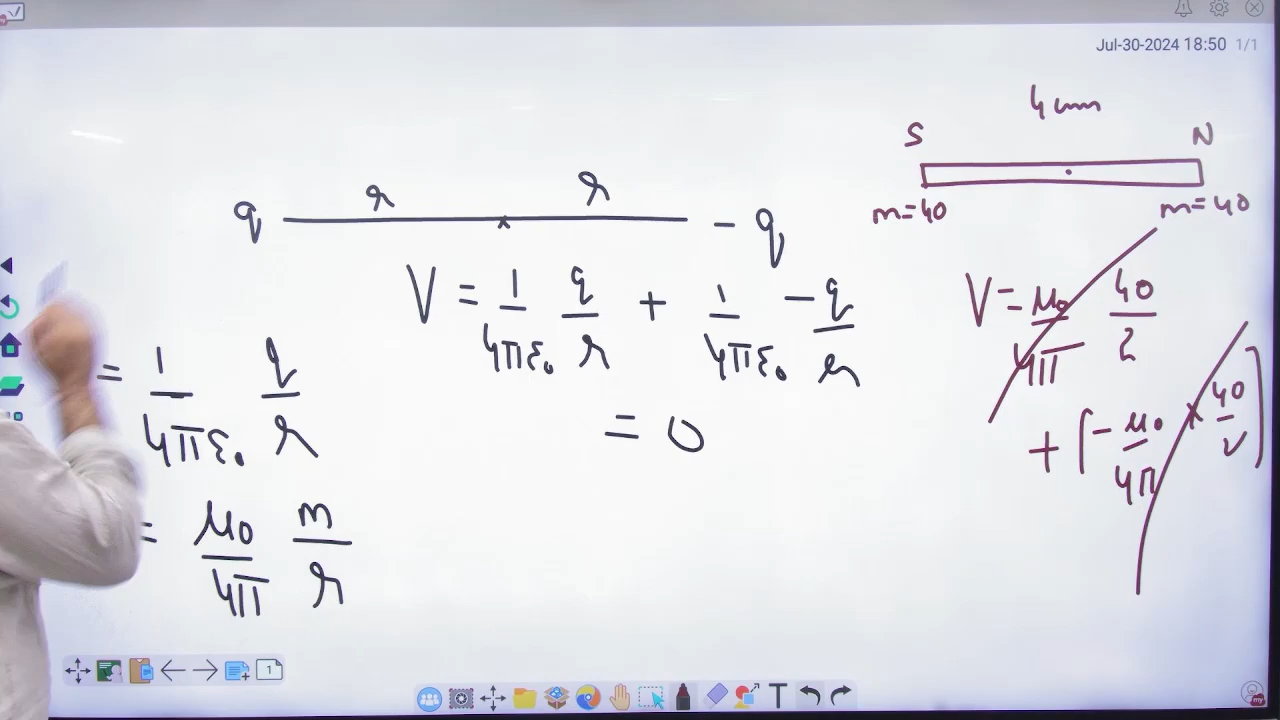 Jul-30-2024 18:50 1/1
4 cm
S N
m=40 m=40
q r r - q
V = 1/4πε₀ q/r + 1/4πε₀ -q/r
= 0
= 1/4πε₀ q/r
= μ₀/4π m/r
V = μ₀/4π 40/2
+ [- μ₀/4π × 40/2]
1
T